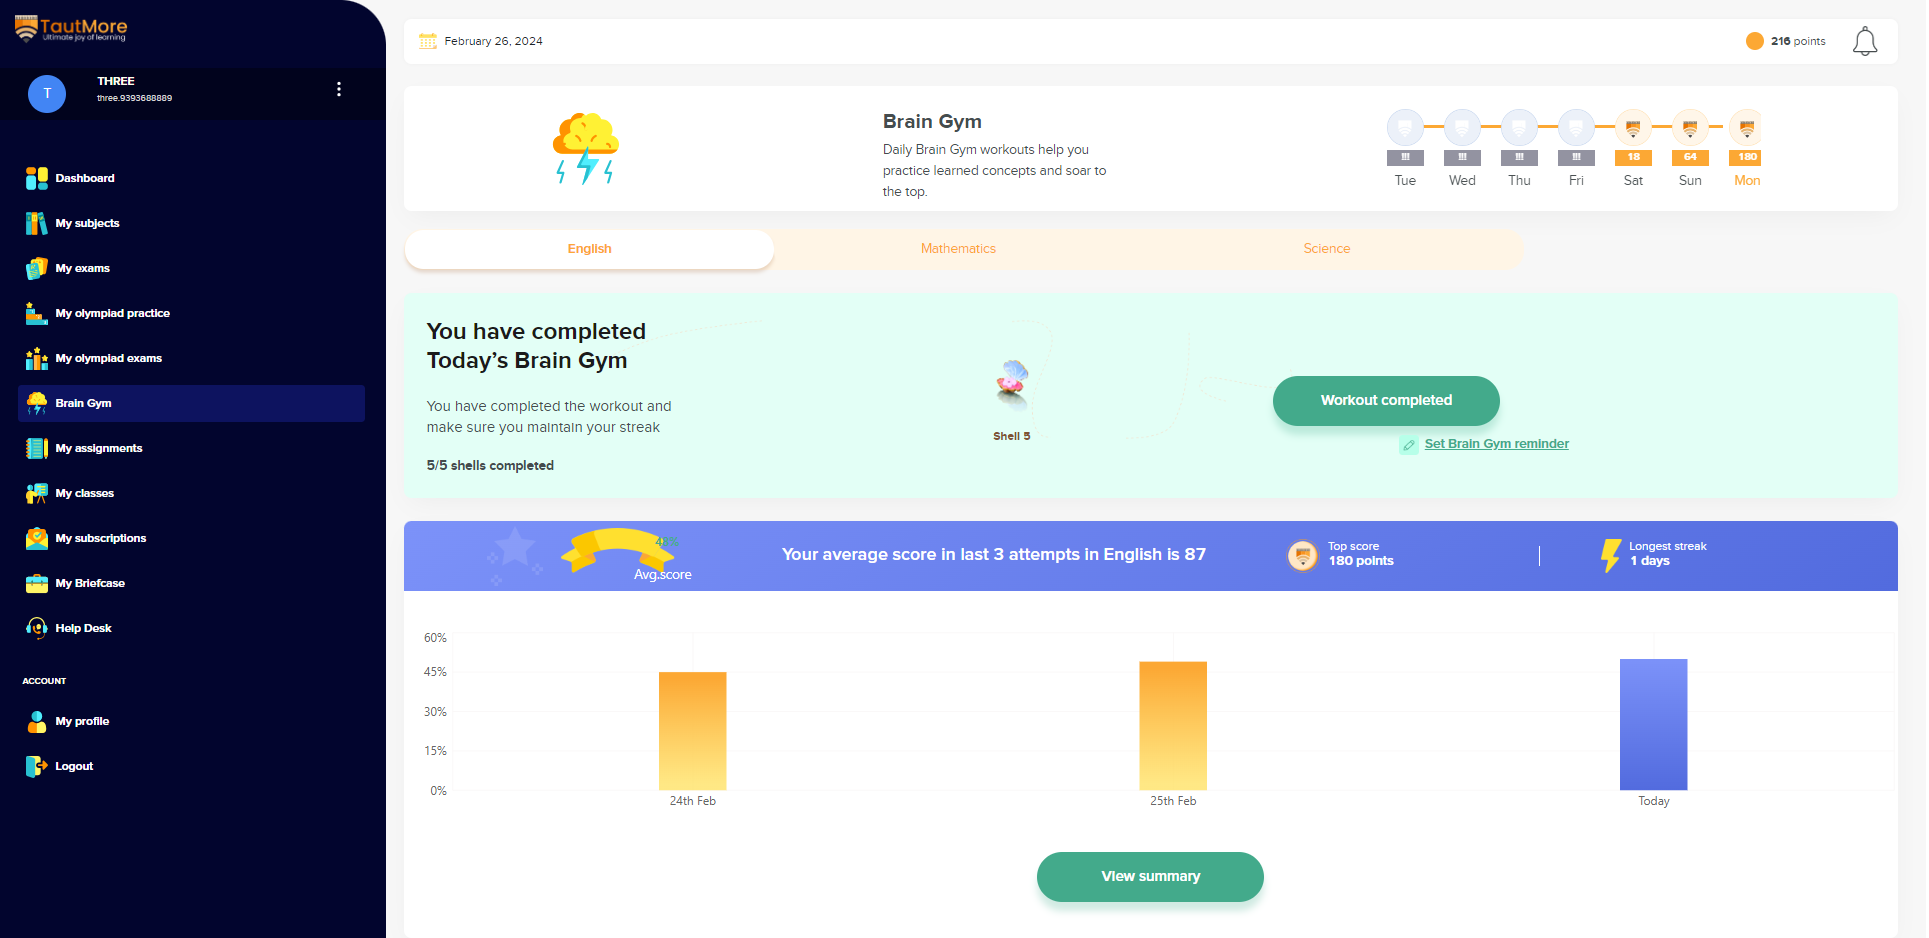 TautMore
Ultimate joy of learning
T
THREE
three.9393688889
Dashboard
My subjects
My exams
My olympiad practice
My olympiad exams
Brain Gym
My assignments
My classes
My subscriptions
My Briefcase
Help Desk
ACCOUNT
My profile
Logout
February 26, 2024
216 points
Brain Gym
Daily Brain Gym workouts help you
practice learned concepts and soar to
the top.
!!! !!! !!! !!! 18 64 180
Tue Wed Thu Fri Sat Sun Mon
English Mathematics Science
You have completed
Today’s Brain Gym
You have completed the workout and
make sure you maintain your streak
5/5 shells completed
Shell 5
Workout completed
Set Brain Gym reminder
Avg.score
Your average score in last 3 attempts in English is 87
Top score
180 points
Longest streak
1 days
60%
45%
30%
15%
0%
24th Feb 25th Feb Today
View summary